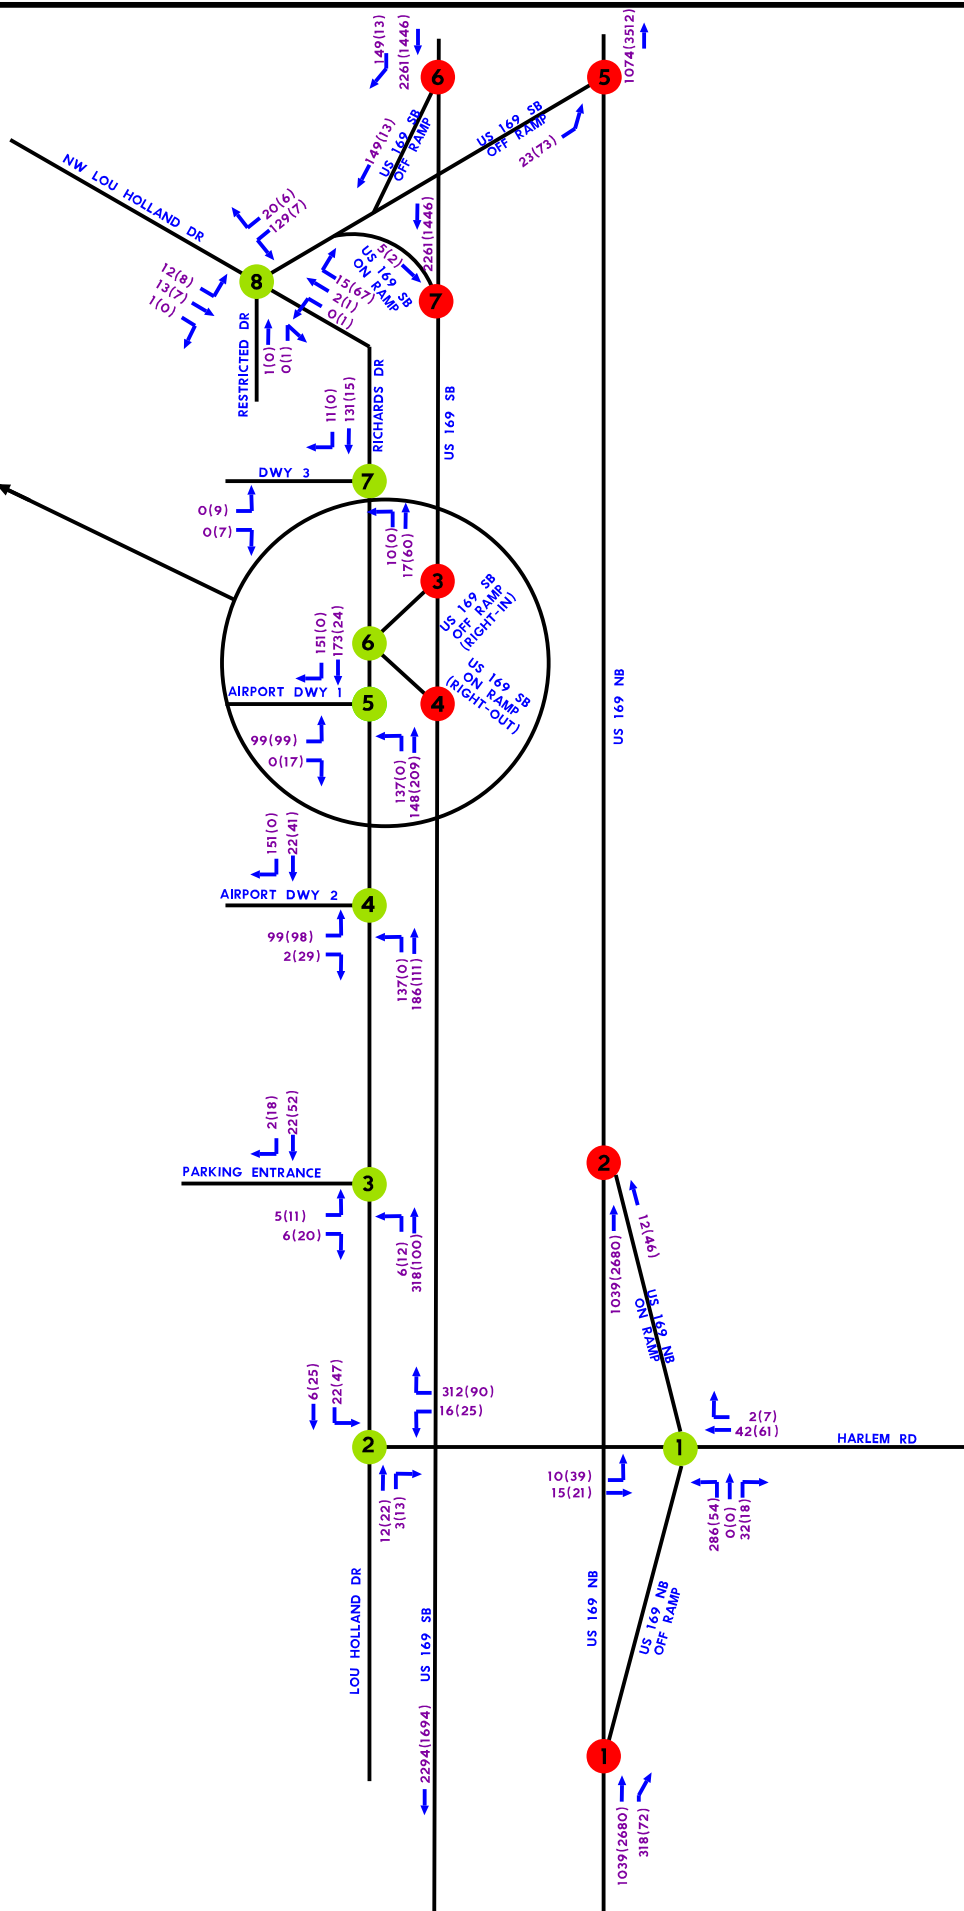 149(13)
2261(1446)
1074(3512)
6
5
US 169 SB
OFF RAMP
149(13)
US 169 SB
OFF RAMP
23(73)
NW LOU HOLLAND DR
20(6)
129(7)
2261(1446)
5(2)
US 169 SB
ON RAMP
12(8)
13(7)
1(0)
8
15(67)
2(1)
0(1)
7
RESTRICTED DR
1(0)
0(1)
11(0)
131(15)
RICHARDS DR
US 169 SB
DWY 3
7
0(9)
0(7)
10(0)
17(60)
3
US 169 SB
OFF RAMP
(RIGHT-IN)
151(0)
173(24)
6
US 169 SB
ON RAMP
(RIGHT-OUT)
AIRPORT DWY 1
5
4
US 169 NB
99(99)
0(17)
137(0)
148(209)
151(0)
22(41)
AIRPORT DWY 2
4
99(98)
2(29)
137(0)
186(111)
2(18)
22(52)
PARKING ENTRANCE
3
2
5(11)
6(20)
6(12)
318(100)
1039(2680)
12(46)
US 169 NB
ON RAMP
6(25)
22(47)
312(90)
16(25)
2(7)
42(61)
2
1
HARLEM RD
10(39)
15(21)
12(22)
3(13)
286(54)
0(0)
32(18)
LOU HOLLAND DR
US 169 SB
US 169 NB
US 169 NB
OFF RAMP
2294(1694)
1
1039(2680)
318(72)